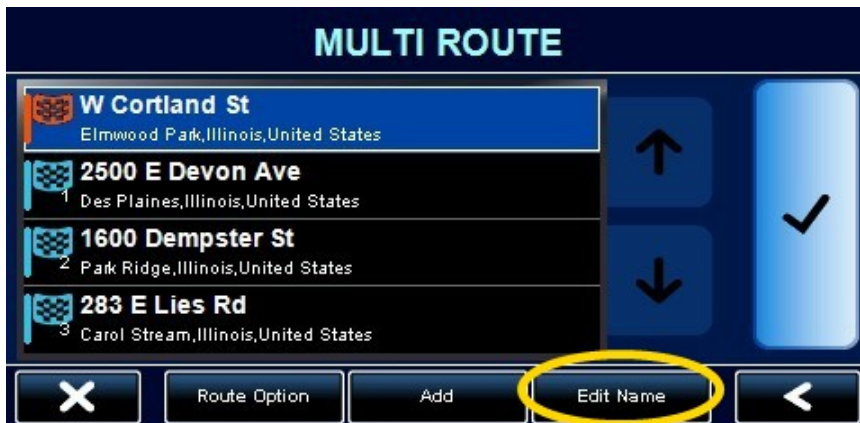 MULTI ROUTE
W Cortland St
Elmwood Park,Illinois,United States
2500 E Devon Ave
1 Des Plaines,Illinois,United States
1600 Dempster St
2 Park Ridge,Illinois,United States
283 E Lies Rd
3 Carol Stream,Illinois,United States
Route Option Add Edit Name